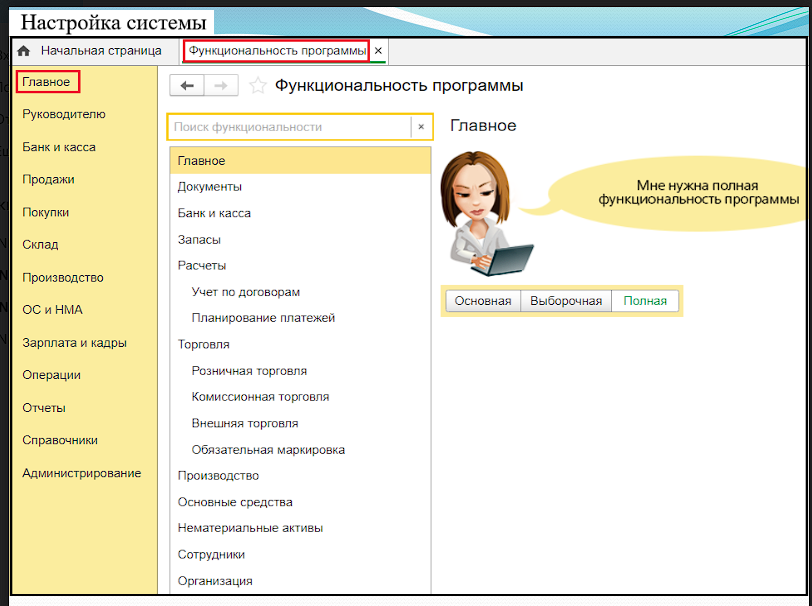 Настройка системы
Начальная страница
Функциональность программы ×
Главное
Руководителю
Банк и касса
Продажи
Покупки
Склад
Производство
ОС и НМА
Зарплата и кадры
Операции
Отчеты
Справочники
Администрирование
Функциональность программы
Поиск функциональности ×
Главное
Документы
Банк и касса
Запасы
Расчеты
Учет по договорам
Планирование платежей
Торговля
Розничная торговля
Комиссионная торговля
Внешняя торговля
Обязательная маркировка
Производство
Основные средства
Нематериальные активы
Сотрудники
Организация
Главное
Мне нужна полная
функциональность программы
Основная Выборочная Полная